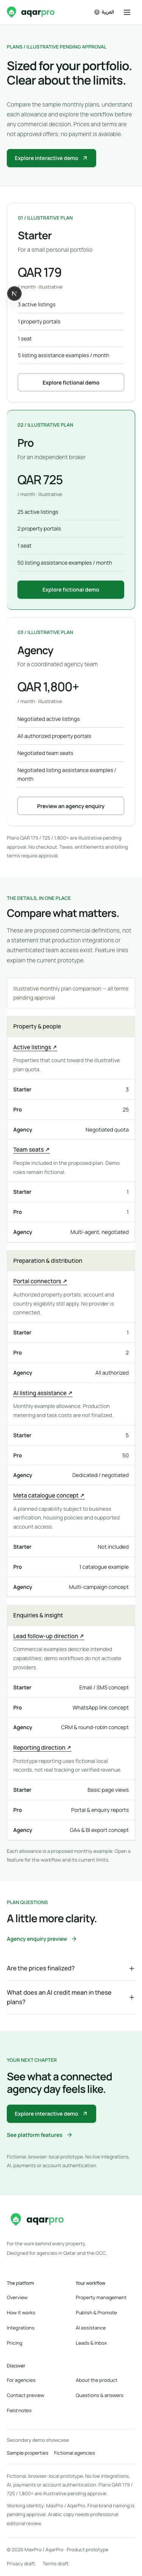 aqarpro
العربية
PLANS / ILLUSTRATIVE PENDING APPROVAL
Sized for your portfolio.
Clear about the limits.
Compare the sample monthly plans, understand
each allowance and explore the workflow before
any commercial decision. Prices and terms are
not approved offers; no payment is available.
Explore interactive demo
01 / ILLUSTRATIVE PLAN
Starter
For a small personal portfolio
QAR 179
month · illustrative
N
3 active listings
1 property portals
1 seat
5 listing assistance examples / month
Explore fictional demo
02 / ILLUSTRATIVE PLAN
Pro
For an independent broker
QAR 725
/ month · illustrative
25 active listings
2 property portals
1 seat
50 listing assistance examples / month
Explore fictional demo
03 / ILLUSTRATIVE PLAN
Agency
For a coordinated agency team
QAR 1,800+
/ month · illustrative
Negotiated active listings
All authorized property portals
Negotiated team seats
Negotiated listing assistance examples /
month
Preview an agency enquiry
Plans QAR 179 / 725 / 1,800+ are illustrative pending
approval. No checkout. Taxes, entitlements and billing
terms require approval.
THE DETAILS, IN ONE PLACE
Compare what matters.
These are proposed commercial definitions, not
a statement that production integrations or
authenticated team access exist. Feature links
explain the current prototype.
Illustrative monthly plan comparison — all terms
pending approval
Property & people
Active listings ↗
Properties that count toward the illustrative
plan quota.
Starter 3
Pro 25
Agency Negotiated quota
Team seats ↗
People included in the proposed plan. Demo
roles remain fictional.
Starter 1
Pro 1
Agency Multi-agent, negotiated
Preparation & distribution
Portal connectors ↗
Authorized property portals; account and
country eligibility still apply. No provider is
connected.
Starter 1
Pro 2
Agency All authorized
AI listing assistance ↗
Monthly example allowance. Production
metering and task costs are not finalized.
Starter 5
Pro 50
Agency Dedicated / negotiated
Meta catalogue concept ↗
A planned capability subject to business
verification, housing policies and supported
account access.
Starter Not included
Pro 1 catalogue example
Agency Multi-campaign concept
Enquiries & insight
Lead follow-up direction ↗
Commercial examples describe intended
capabilities; demo workflows do not activate
providers.
Starter Email / SMS concept
Pro WhatsApp link concept
Agency CRM & round-robin concept
Reporting direction ↗
Prototype reporting uses fictional local
records, not real tracking or verified revenue.
Starter Basic page views
Pro Portal & enquiry reports
Agency GA4 & BI export concept
Each allowance is a proposed monthly example. Open a
feature for the workflow and its current limits.
PLAN QUESTIONS
A little more clarity.
Agency enquiry preview →
Are the prices finalized? +
What does an AI credit mean in these
plans? +
YOUR NEXT CHAPTER
See what a connected
agency day feels like.
Explore interactive demo
See platform features →
Fictional, browser-local prototype. No live integrations,
AI, payments or account authentication.
aqarpro
For the work behind every property.
Designed for agencies in Qatar and the GCC.
The platform Your workflow
Overview Property management
How it works Publish & Promote
Integrations AI assistance
Pricing Leads & Inbox
Discover
For agencies About the product
Contact preview Questions & answers
Field notes
Secondary demo showcase
Sample properties Fictional agencies
Fictional, browser-local prototype. No live integrations,
AI, payments or account authentication. Plans QAR 179 /
725 / 1,800+ are illustrative pending approval.
Working identity: MaxPro / AqarPro. Final brand naming is
pending approval. Arabic copy needs professional
editorial review.
© 2026 MaxPro / AqarPro · Product prototype
Privacy draft Terms draft